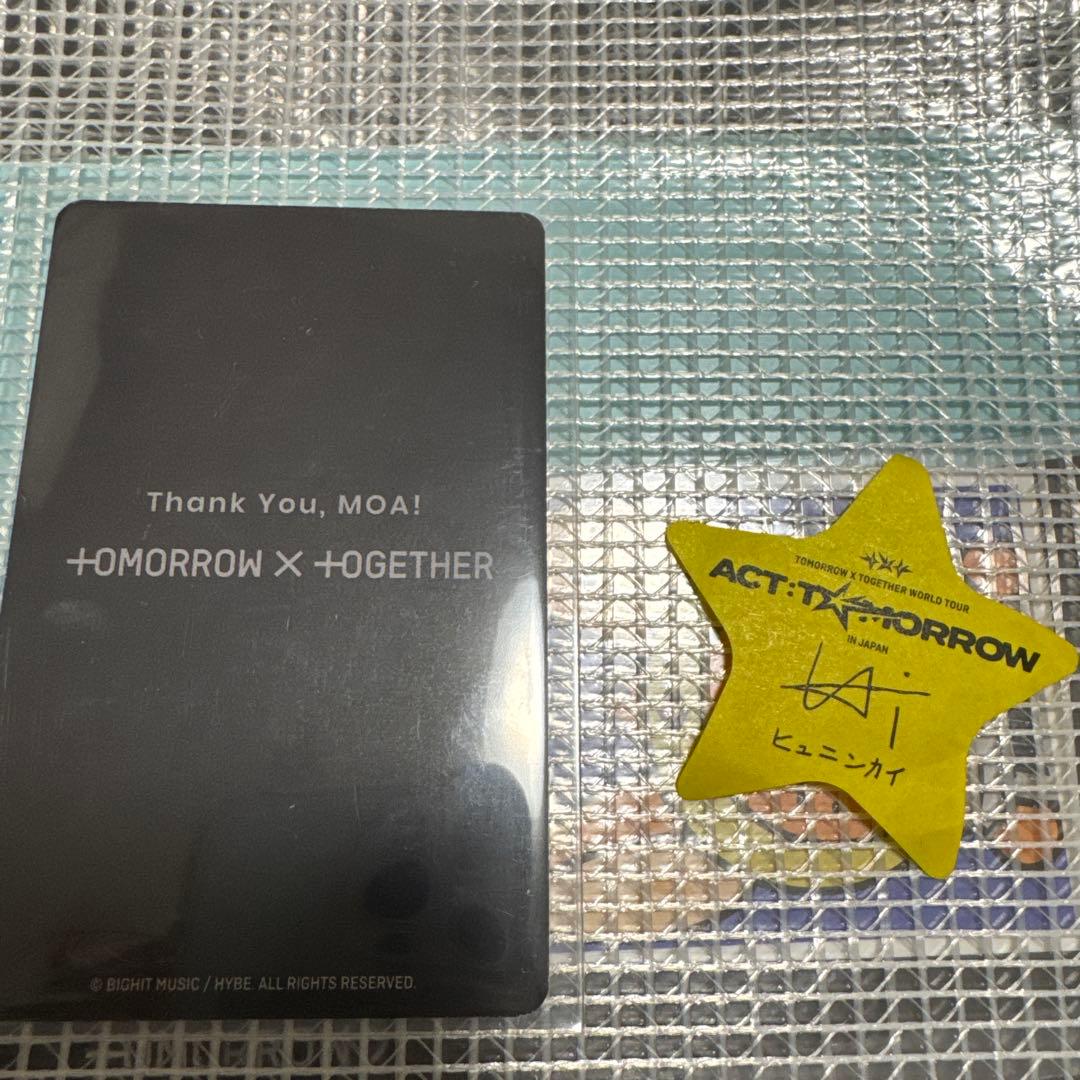 Thank You, MOA!
TOMORROW X TOGETHER
© BIGHIT MUSIC / HYBE. ALL RIGHTS RESERVED.
TOMORROW X TOGETHER WORLD TOUR
ACT : TOMORROW
IN JAPAN
ヒュニンカイ